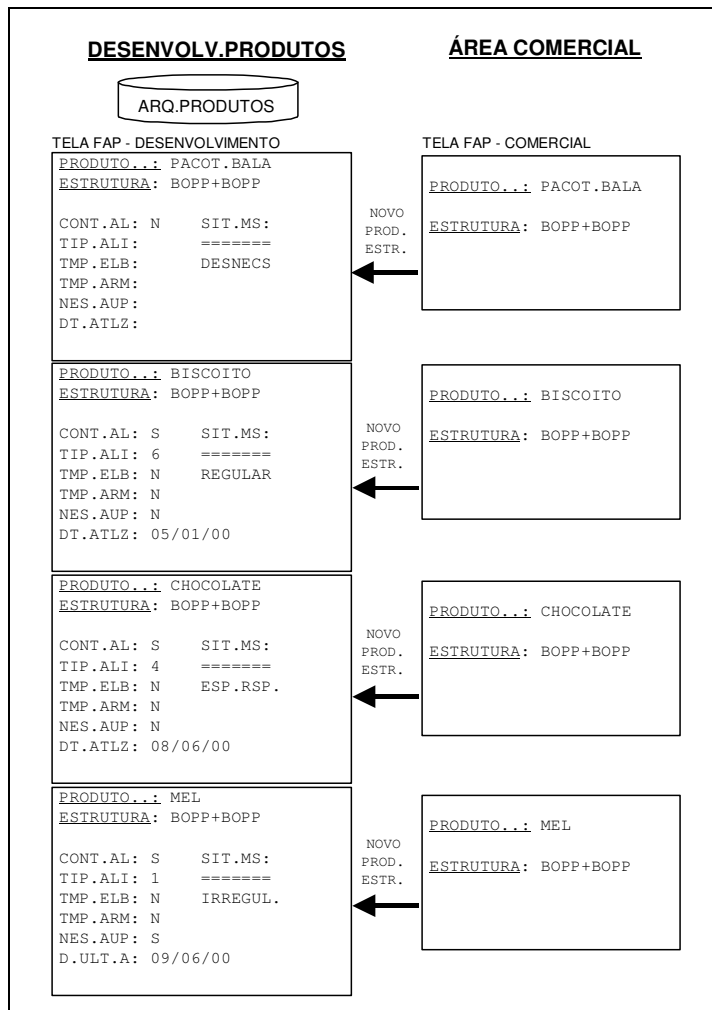 DESENVOLV.PRODUTOS
ÁREA COMERCIAL
ARQ.PRODUTOS
TELA FAP - DESENVOLVIMENTO
TELA FAP - COMERCIAL
PRODUTO..: PACOT.BALA
ESTRUTURA: BOPP+BOPP
CONT.AL: N SIT.MS:
TIP.ALI: =======
TMP.ELB: DESNECS
TMP.ARM:
NES.AUP:
DT.ATLZ:
NOVO
PROD.
ESTR.
PRODUTO..: PACOT.BALA
ESTRUTURA: BOPP+BOPP
PRODUTO..: BISCOITO
ESTRUTURA: BOPP+BOPP
CONT.AL: S SIT.MS:
TIP.ALI: 6 =======
TMP.ELB: N REGULAR
TMP.ARM: N
NES.AUP: N
DT.ATLZ: 05/01/00
NOVO
PROD.
ESTR.
PRODUTO..: BISCOITO
ESTRUTURA: BOPP+BOPP
PRODUTO..: CHOCOLATE
ESTRUTURA: BOPP+BOPP
CONT.AL: S SIT.MS:
TIP.ALI: 4 =======
TMP.ELB: N ESP.RSP.
TMP.ARM: N
NES.AUP: N
DT.ATLZ: 08/06/00
NOVO
PROD.
ESTR.
PRODUTO..: CHOCOLATE
ESTRUTURA: BOPP+BOPP
PRODUTO..: MEL
ESTRUTURA: BOPP+BOPP
CONT.AL: S SIT.MS:
TIP.ALI: 1 =======
TMP.ELB: N IRREGUL.
TMP.ARM: N
NES.AUP: S
D.ULT.A: 09/06/00
NOVO
PROD.
ESTR.
PRODUTO..: MEL
ESTRUTURA: BOPP+BOPP